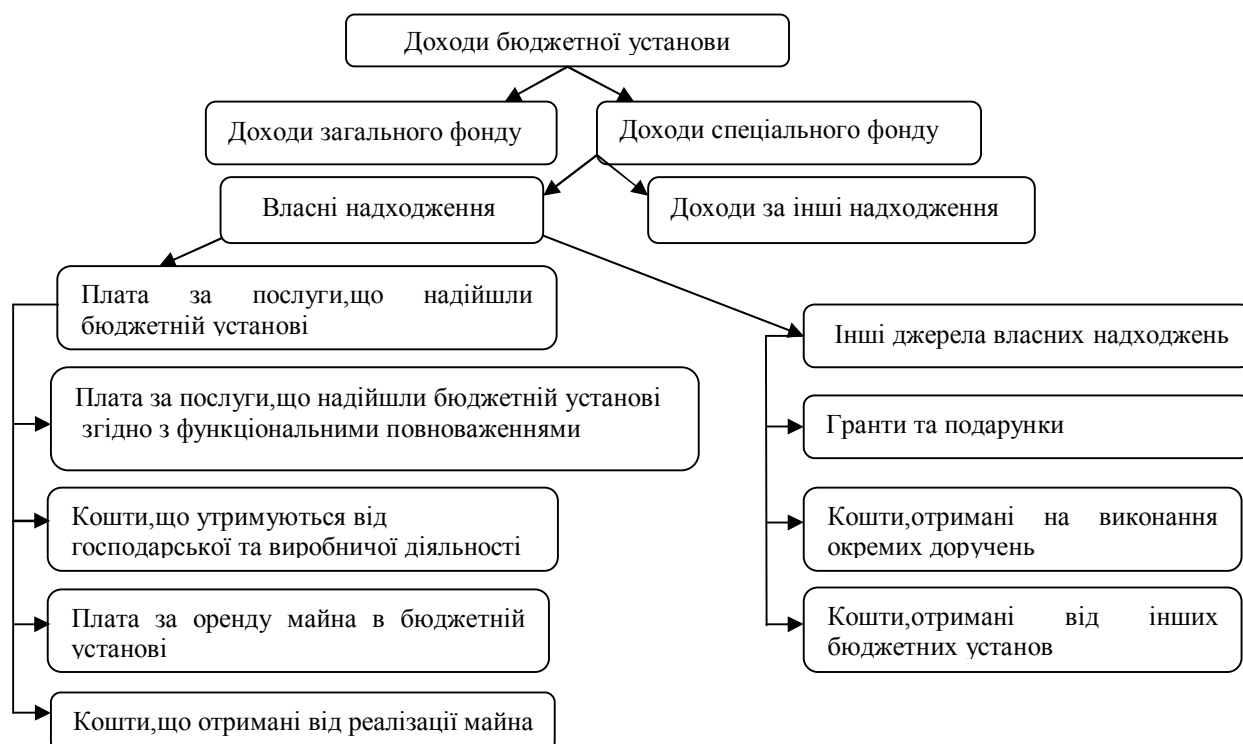 Доходи бюджетної установи
Доходи загального фонду
Доходи спеціального фонду
Власні надходження
Доходи за інші надходження
Плата за послуги,що надійшли
бюджетній установі
Інші джерела власних надходжень
Плата за послуги,що надійшли бюджетній установі
згідно з функціональними повноваженнями
Гранти та подарунки
Кошти,що утримуються від
господарської та виробничої діяльності
Кошти,отримані на виконання
окремих доручень
Плата за оренду майна в бюджетній
установі
Кошти,отримані від інших
бюджетних установ
Кошти,що отримані від реалізації майна